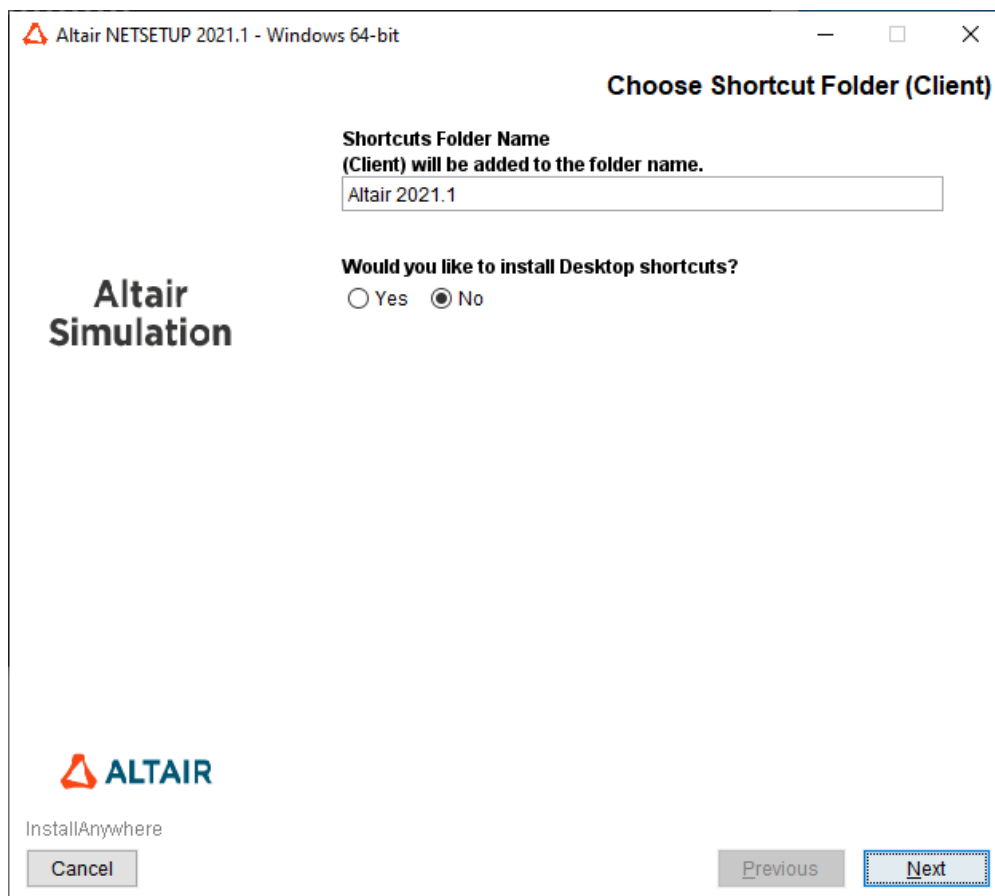 Altair NETSETUP 2021.1 - Windows 64-bit
Choose Shortcut Folder (Client)
Shortcuts Folder Name
(Client) will be added to the folder name.
Altair 2021.1
Would you like to install Desktop shortcuts?
Yes No
Altair
Simulation
ALTAIR
InstallAnywhere
Cancel Previous Next